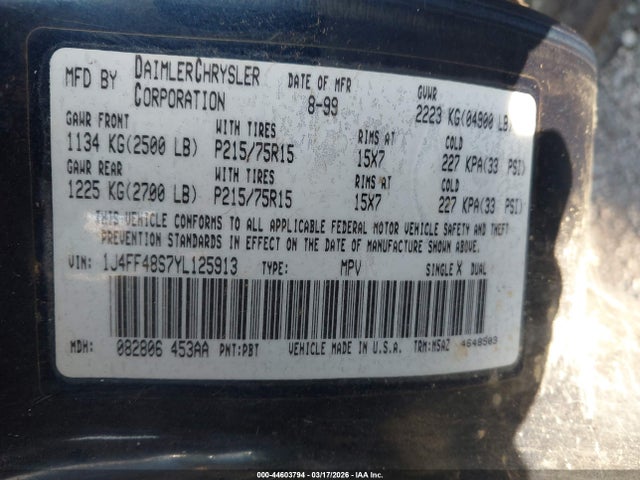 MFD BY DAIMLERCHRYSLER CORPORATION DATE OF MFR 8-99 GVWR 2223 KG(04900 LB)
GAWR FRONT WITH TIRES RIMS AT COLD
1134 KG(2500 LB) P215/75R15 15X7 227 KPA(33 PSI)
GAWR REAR WITH TIRES RIMS AT COLD
1225 KG(2700 LB) P215/75R15 15X7 227 KPA(33 PSI)
THIS VEHICLE CONFORMS TO ALL APPLICABLE FEDERAL MOTOR VEHICLE SAFETY AND THEFT
PREVENTION STANDARDS IN EFFECT ON THE DATE OF MANUFACTURE SHOWN ABOVE.
VIN: 1J4FF48S7YL125913 TYPE: MPV SINGLE X DUAL
MDH: 082806 453AA PNT:PBT VEHICLE MADE IN U.S.A. TRM:M5AZ 4648503
000-44603794 — 03/17/2026 — IAA Inc.